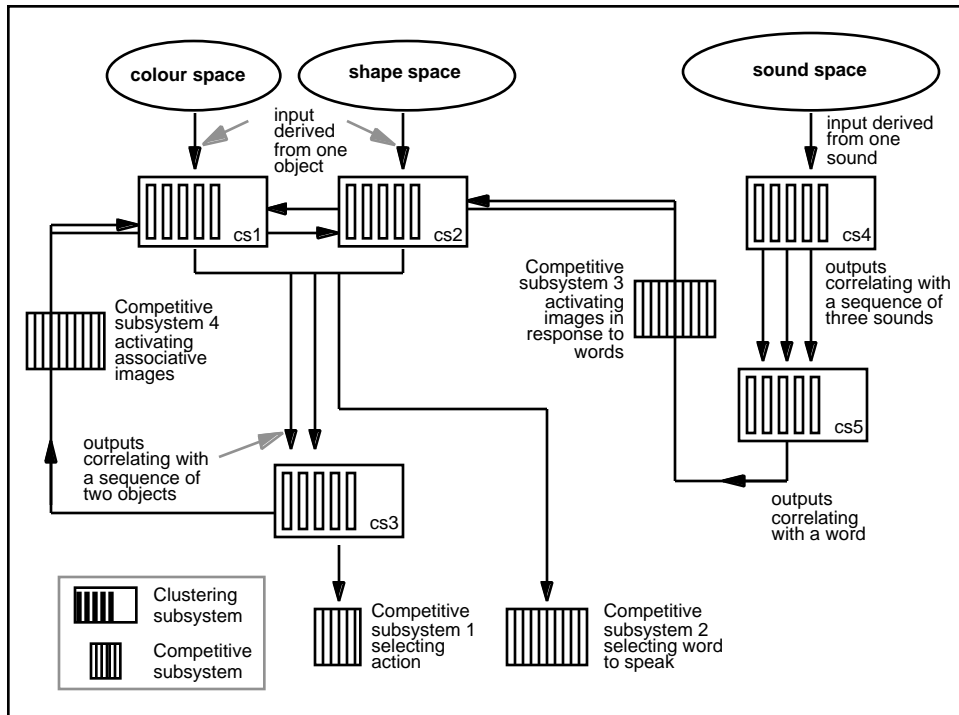 colour space
shape space
sound space
input
derived
from one
object
input derived
from one
sound
cs1
cs2
cs4
Competitive
subsystem 4
activating
associative
images
Competitive
subsystem 3
activating
images in
response to
words
outputs
correlating with
a sequence of
three sounds
cs5
outputs
correlating with
a sequence of
two objects
cs3
outputs
correlating
with a word
Clustering
subsystem
Competitive
subsystem
Competitive
subsystem 1
selecting
action
Competitive
subsystem 2
selecting word
to speak